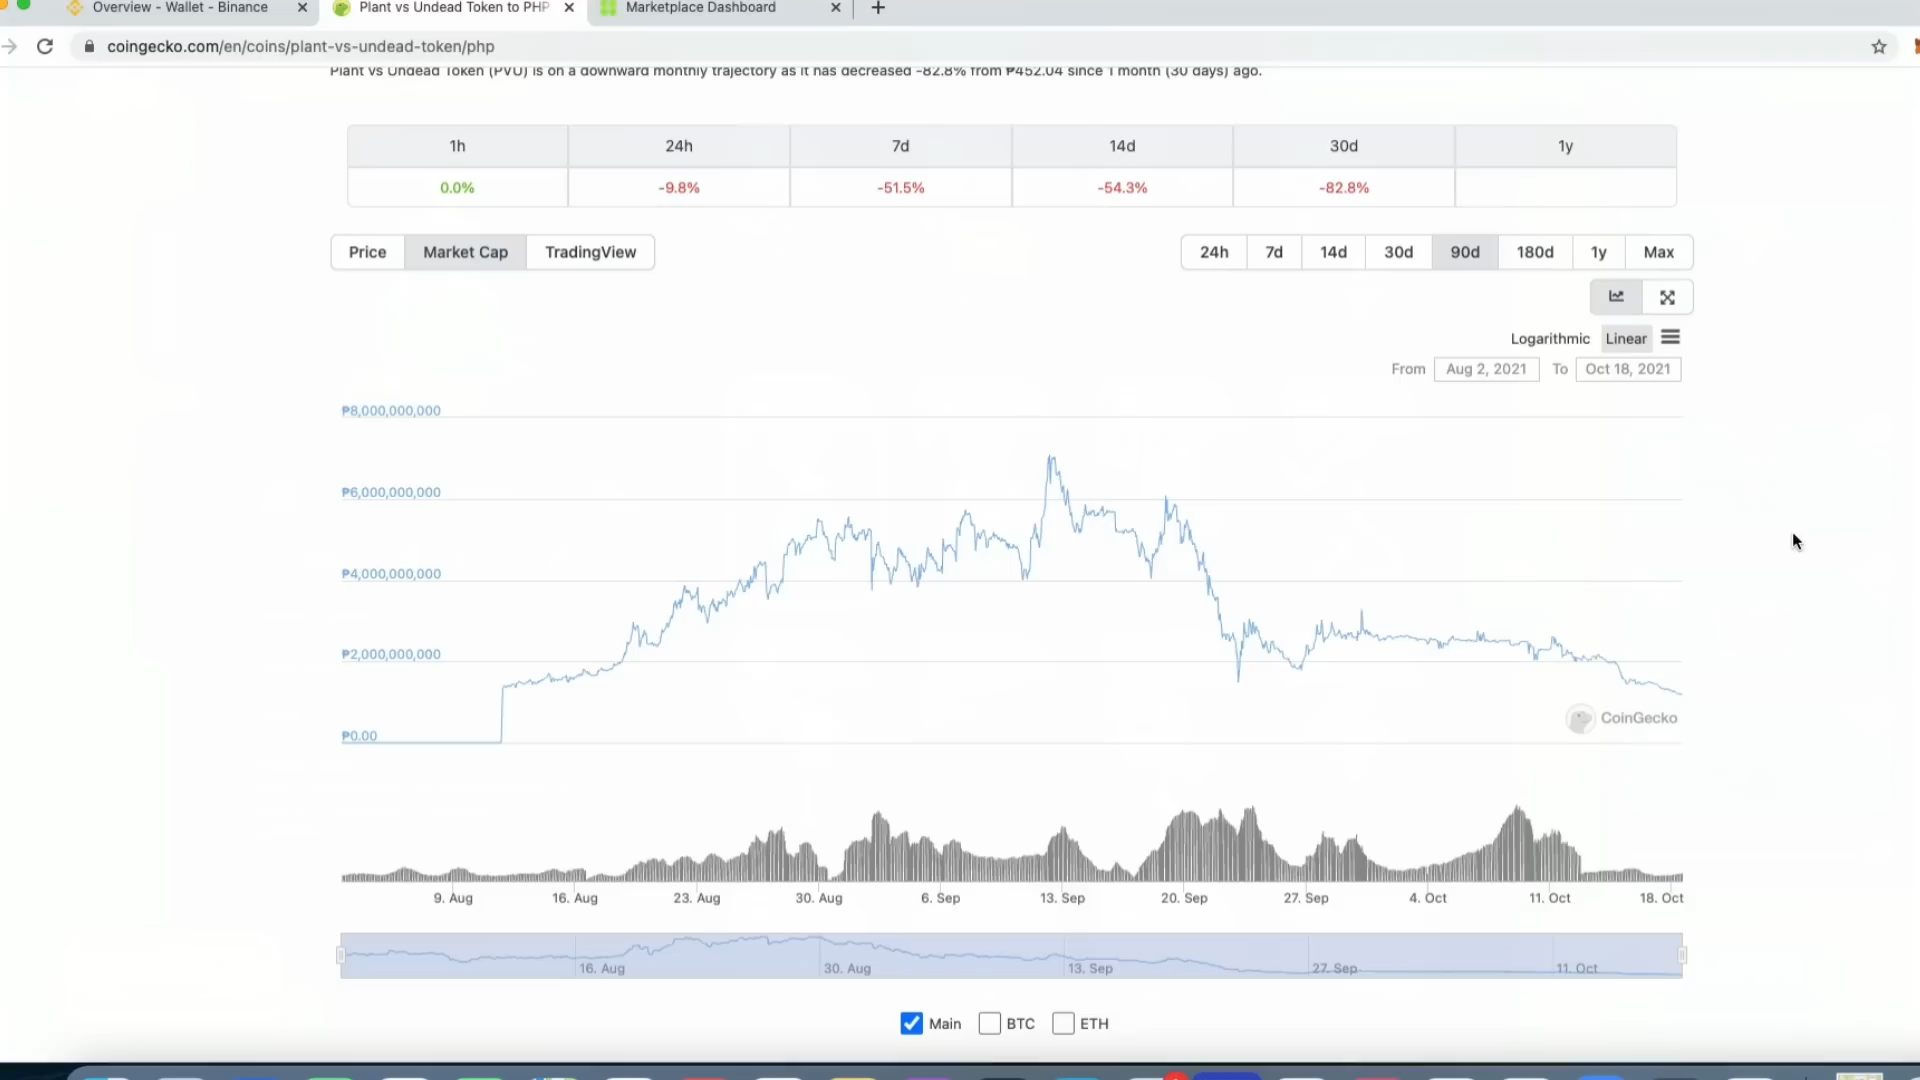 Overview - Wallet - Binance
Plant vs Undead Token to PHP
Marketplace Dashboard
coingecko.com/en/coins/plant-vs-undead-token/php
Plant vs Undead Token (PVU) is on a downward monthly trajectory as it has decreased -82.8% from ₱452.04 since 1 month (30 days) ago.
1h 24h 7d 14d 30d 1y
0.0% -9.8% -51.5% -54.3% -82.8%
Price Market Cap TradingView 24h 7d 14d 30d 90d 180d 1y Max
Logarithmic Linear
From Aug 2, 2021 To Oct 18, 2021
₱8,000,000,000
₱6,000,000,000
₱4,000,000,000
₱2,000,000,000
CoinGecko
₱0.00
9. Aug 16. Aug 23. Aug 30. Aug 6. Sep 13. Sep 20. Sep 27. Sep 4. Oct 11. Oct 18. Oct
16. Aug 30. Aug 13. Sep 27. Sep 11. Oct
Main BTC ETH